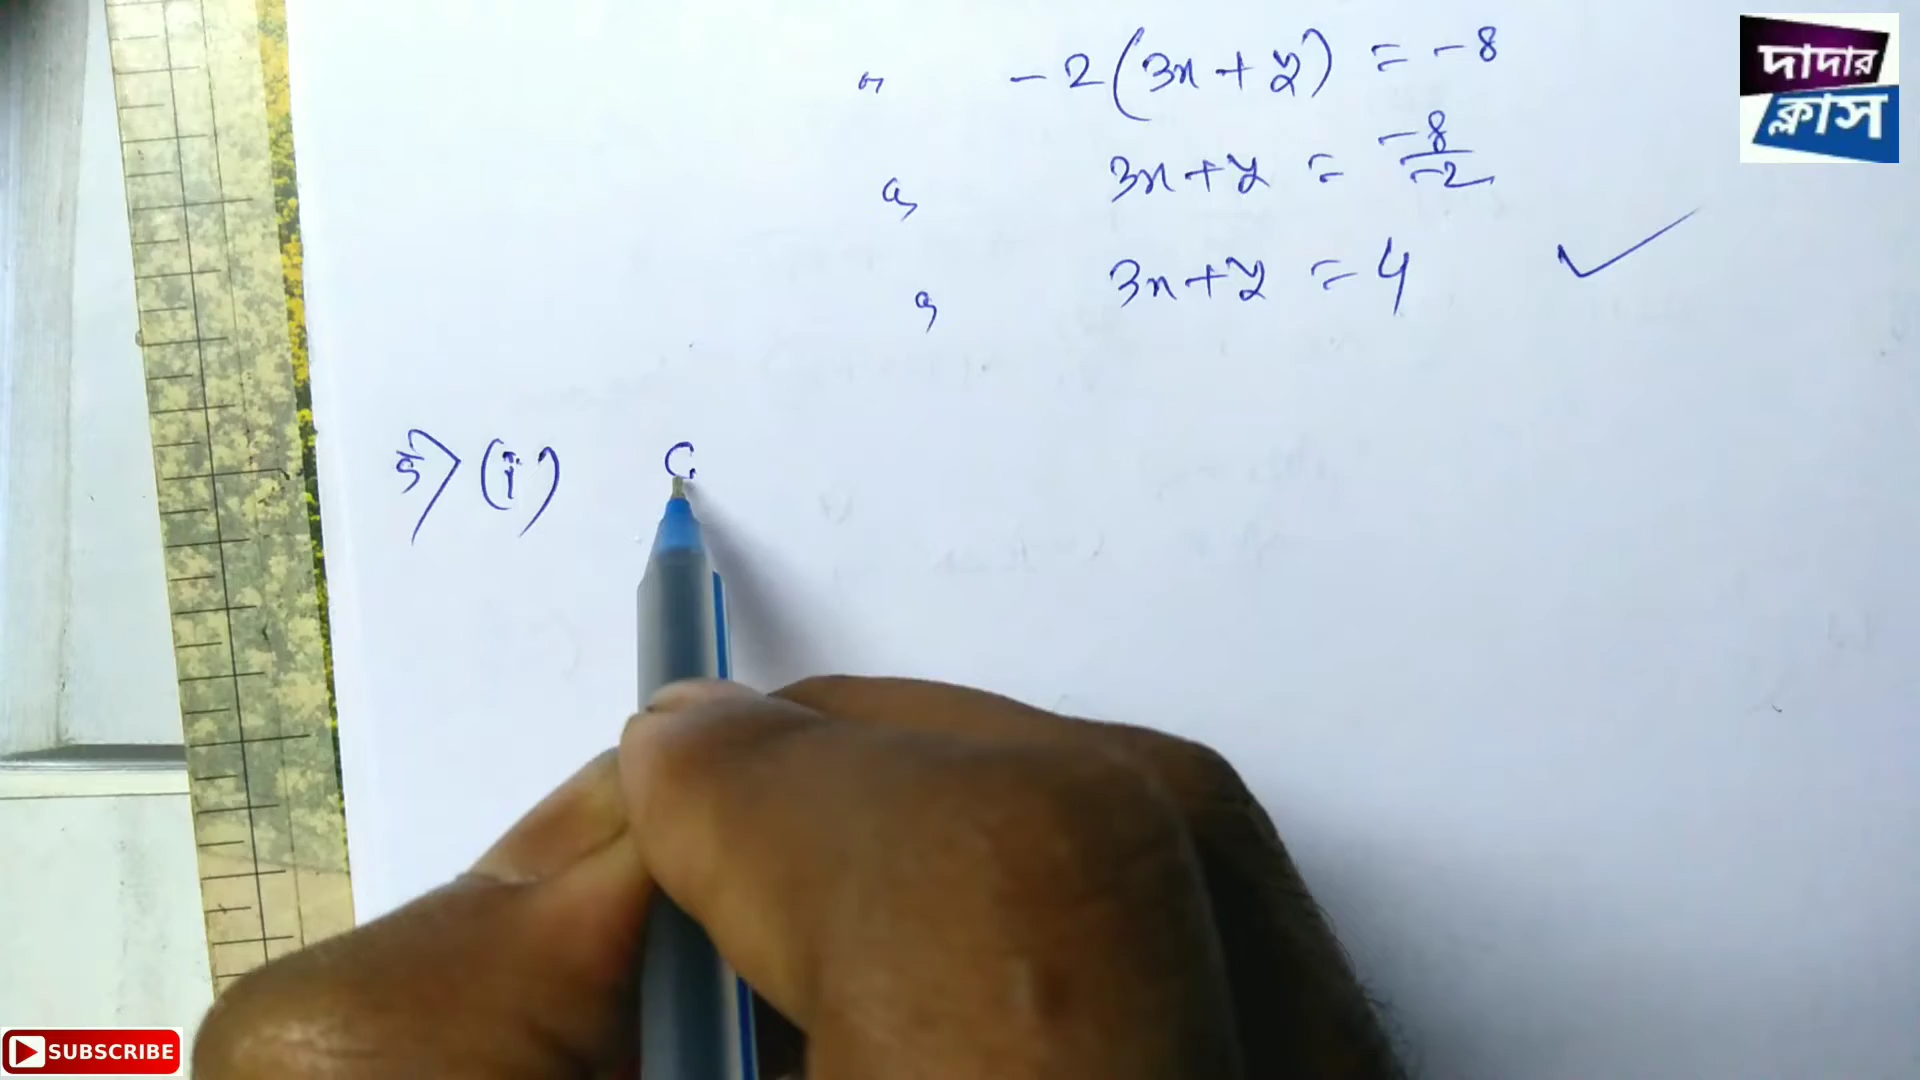 বা, -2(3x+y) = -8
বা, 3x+y = -8/-2
বা, 3x+y = 4 ✓
(i)
দাদার
ক্লাস
SUBSCRIBE